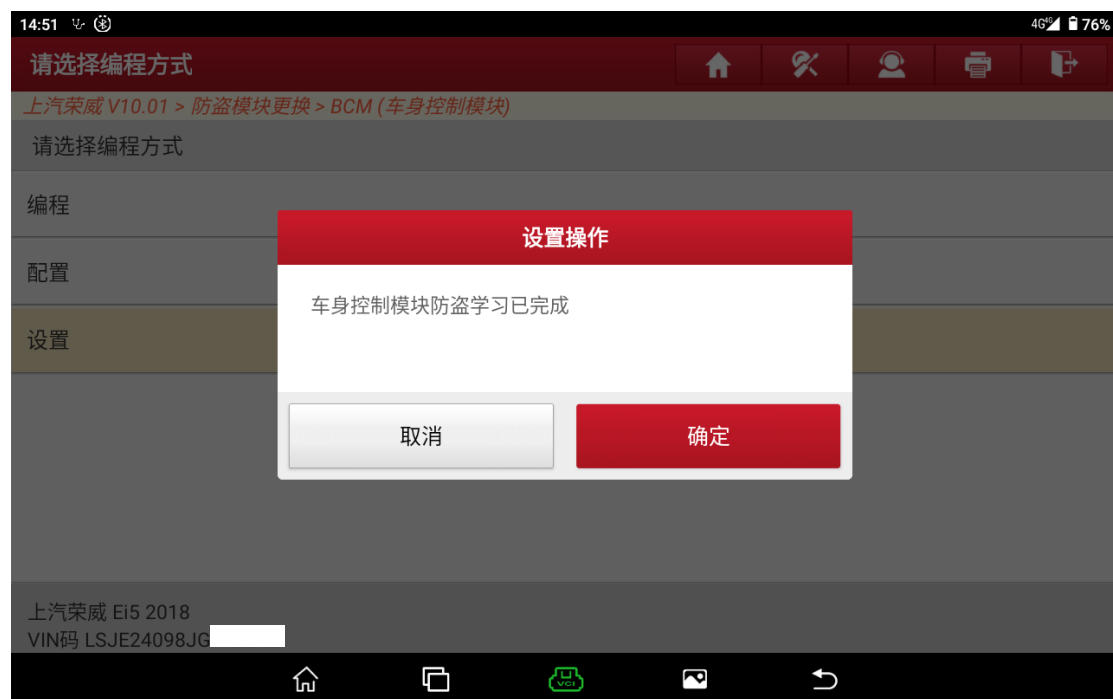 14:51
4G 4G 76%
请选择编程方式
上汽荣威 V10.01 > 防盗模块更换 > BCM (车身控制模块)
请选择编程方式
编程
设置操作
配置
车身控制模块防盗学习已完成
设置
取消
确定
上汽荣威 Ei5 2018
VIN码 LSJE24098JG
VCI